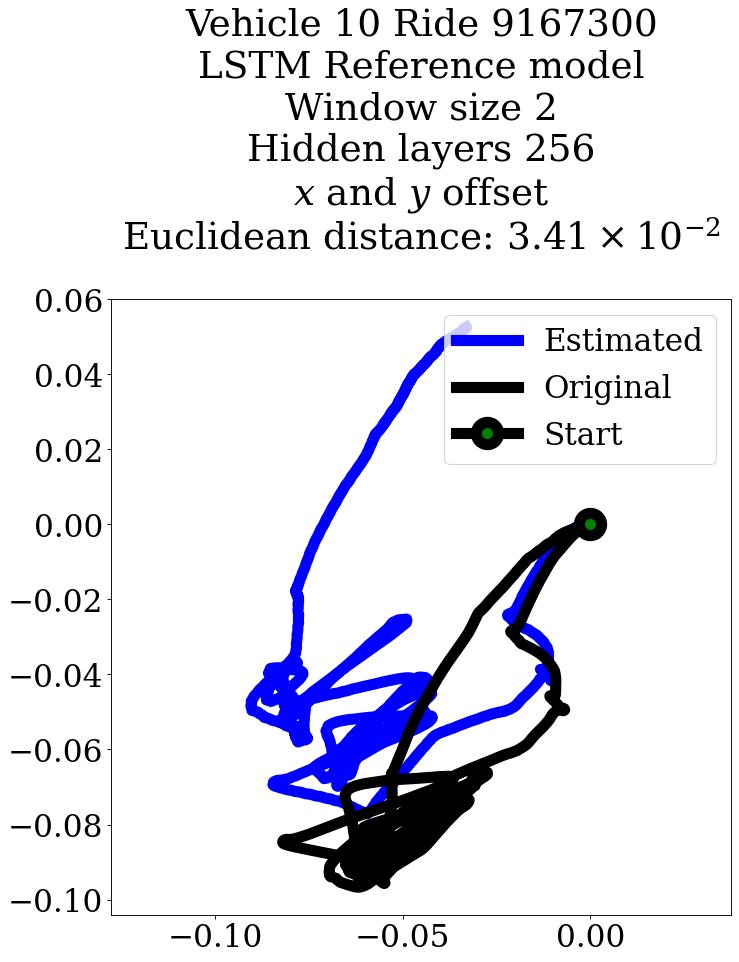 Vehicle 10 Ride 9167300
LSTM Reference model
Window size 2
Hidden layers 256
x and y offset
Euclidean distance: 3.41 × 10⁻²
0.06
0.04
0.02
0.00
−0.02
−0.04
−0.06
−0.08
−0.10
Estimated
Original
Start
−0.10 −0.05 0.00